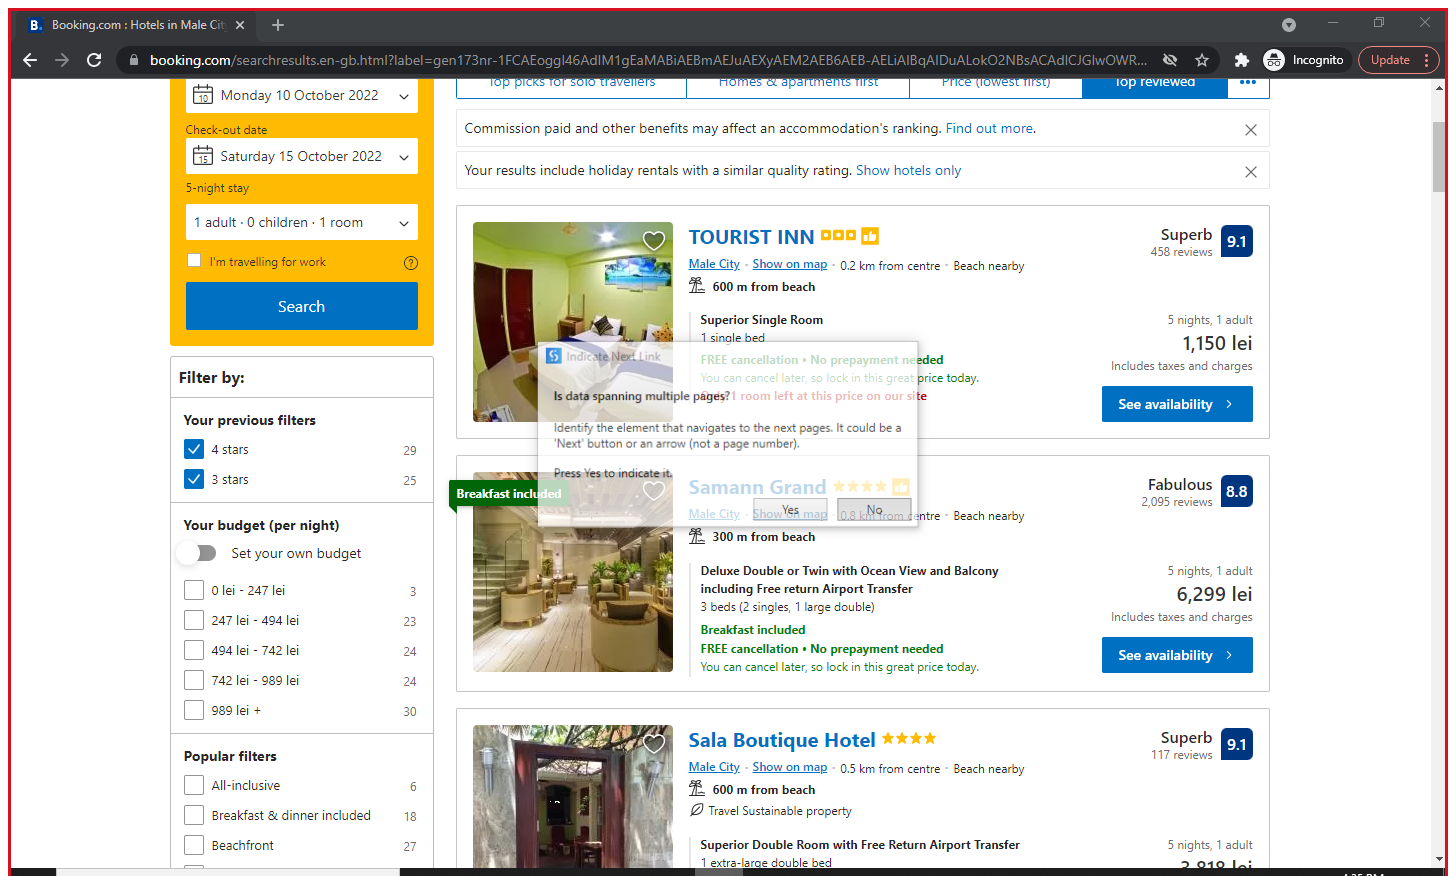 Booking.com : Hotels in Male City
booking.com/searchresults.en-gb.html?label=gen173nr-1FCAEoggI46AdIM1gEaMABiAEBmAEJuAEXyAEM2AEB6AEB-AELiAIBqAIDuALokO2NBsACAdICJGIwOWR...
Incognito
Update
Monday 10 October 2022
10
Check-out date
Saturday 15 October 2022
15
5-night stay
1 adult · 0 children · 1 room
I'm travelling for work
Search
Filter by:
Your previous filters
4 stars 29
3 stars 25
Your budget (per night)
Set your own budget
0 lei - 247 lei 3
247 lei - 494 lei 23
494 lei - 742 lei 24
742 lei - 989 lei 24
989 lei + 30
Popular filters
All-inclusive 6
Breakfast & dinner included 18
Beachfront 27
Top picks for solo travellers
Homes & apartments first
Price (lowest first)
Top reviewed
Commission paid and other benefits may affect an accommodation's ranking. Find out more.
Your results include holiday rentals with a similar quality rating. Show hotels only
TOURIST INN
Male City · Show on map · 0.2 km from centre · Beach nearby
600 m from beach
Superb 9.1
458 reviews
Superior Single Room
1 single bed
FREE cancellation • No prepayment needed
You can cancel later, so lock in this great price today.
1 room left at this price on our site
5 nights, 1 adult
1,150 lei
Includes taxes and charges
See availability
Indicate Next Link
Is data spanning multiple pages?
Identify the element that navigates to the next pages. It could be a
'Next' button or an arrow (not a page number).
Press Yes to indicate it.
Yes
No
Breakfast included
Samann Grand
Male City · Show on map · 0.8 km from centre · Beach nearby
300 m from beach
Fabulous 8.8
2,095 reviews
Deluxe Double or Twin with Ocean View and Balcony
including Free return Airport Transfer
3 beds (2 singles, 1 large double)
Breakfast included
FREE cancellation • No prepayment needed
You can cancel later, so lock in this great price today.
5 nights, 1 adult
6,299 lei
Includes taxes and charges
See availability
Sala Boutique Hotel
Male City · Show on map · 0.5 km from centre · Beach nearby
600 m from beach
Travel Sustainable property
Superb 9.1
117 reviews
Superior Double Room with Free Return Airport Transfer
1 extra-large double bed
5 nights, 1 adult
3,818 lei
4:35 PM